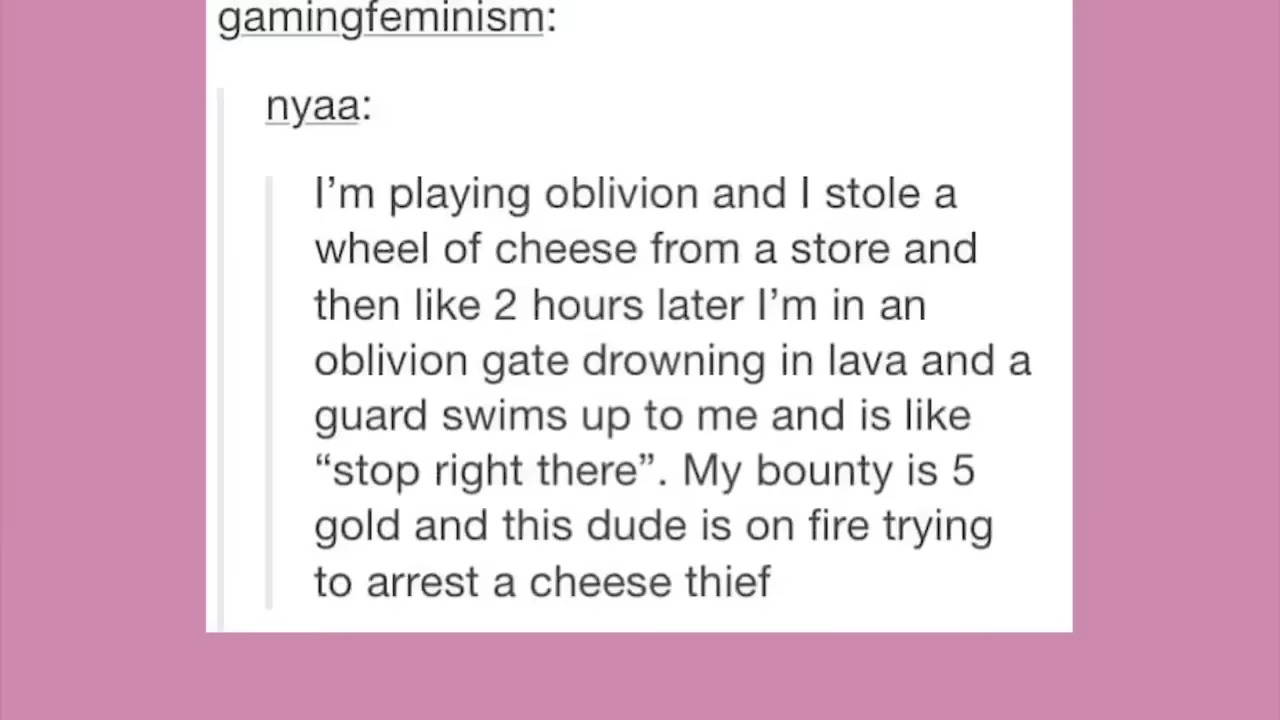 gamingfeminism:
nyaa:
I’m playing oblivion and I stole a
wheel of cheese from a store and
then like 2 hours later I’m in an
oblivion gate drowning in lava and a
guard swims up to me and is like
“stop right there”. My bounty is 5
gold and this dude is on fire trying
to arrest a cheese thief